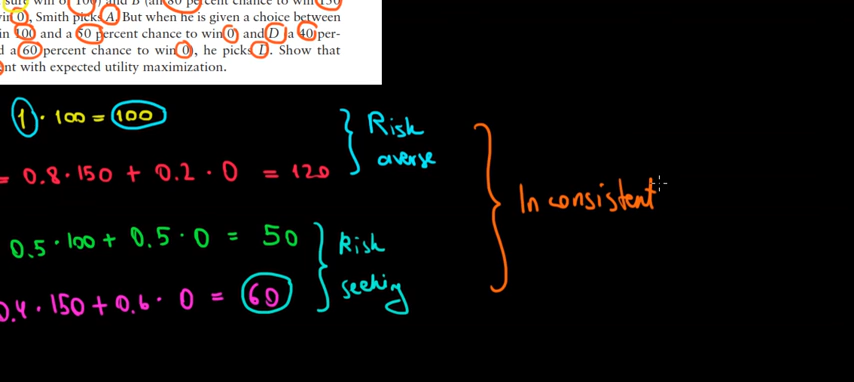 sure win of 100) and B (an 80 percent chance to win 150
win 0), Smith picks A. But when he is given a choice between
in 100 and a 50 percent chance to win 0) and D (a 40 per-
d a 60 percent chance to win 0), he picks D. Show that
ent with expected utility maximization.
1 · 100 = 100
= 0.8 · 150 + 0.2 · 0 = 120
Risk
averse
0.5 · 100 + 0.5 · 0 = 50
0.4 · 150 + 0.6 · 0 = 60
Risk
seeking
Inconsistent